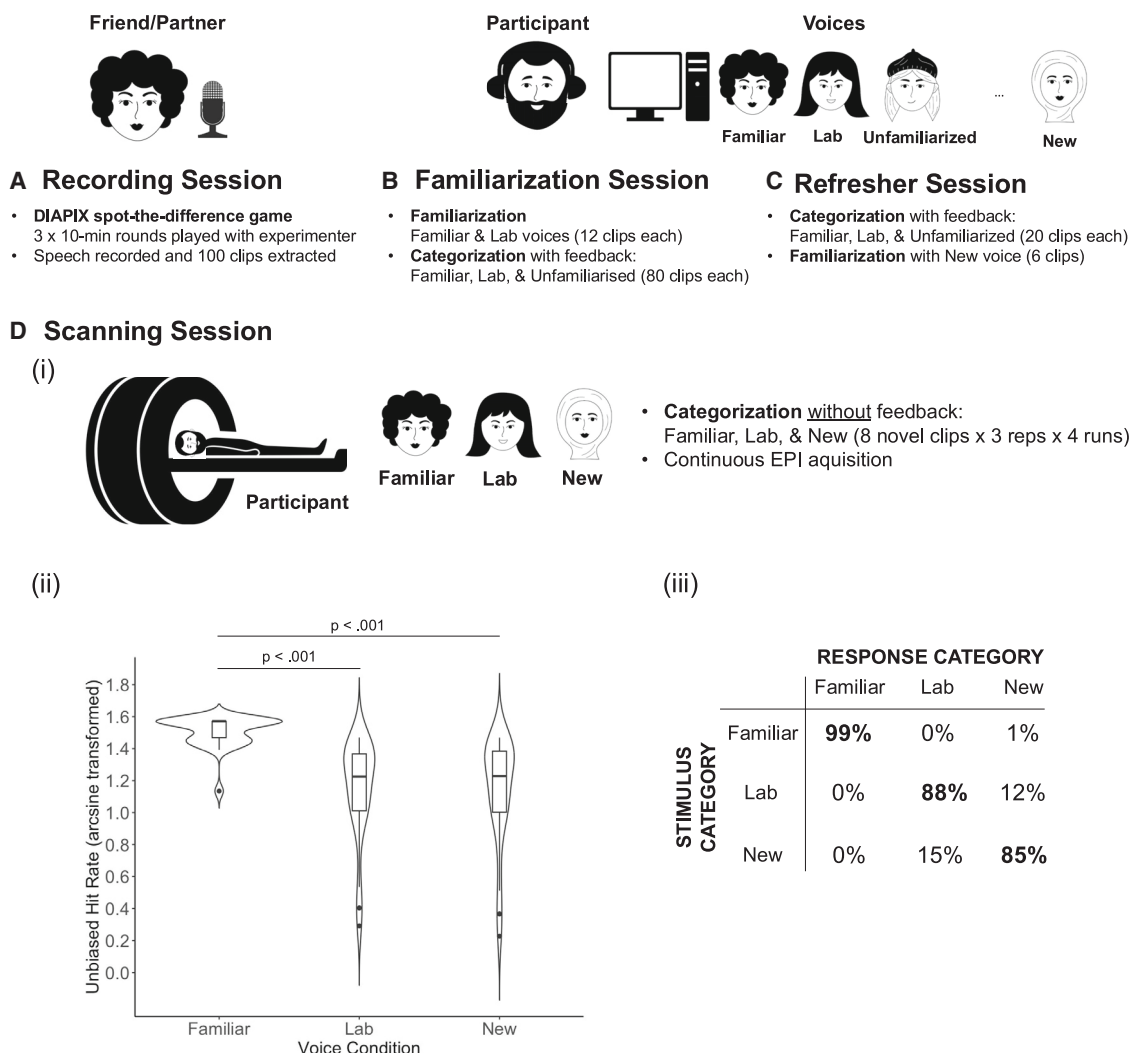 Friend/Partner
Participant
Voices
Familiar
Lab
Unfamiliarized
...
New
A Recording Session
• DIAPIX spot-the-difference game
3 x 10-min rounds played with experimenter
• Speech recorded and 100 clips extracted
B Familiarization Session
• Familiarization
Familiar & Lab voices (12 clips each)
• Categorization with feedback:
Familiar, Lab, & Unfamiliarised (80 clips each)
C Refresher Session
• Categorization with feedback:
Familiar, Lab, & Unfamiliarized (20 clips each)
• Familiarization with New voice (6 clips)
D Scanning Session
(i)
Participant
Familiar
Lab
New
• Categorization without feedback:
Familiar, Lab, & New (8 novel clips x 3 reps x 4 runs)
• Continuous EPI aquisition
(ii)
p < .001
p < .001
Unbiased Hit Rate (arcsine transformed)
1.8
1.6
1.4
1.2
1.0
0.8
0.6
0.4
0.2
0.0
Familiar Lab New
Voice Condition
(iii)
RESPONSE CATEGORY
Familiar Lab New
STIMULUS
CATEGORY
Familiar 99% 0% 1%
Lab 0% 88% 12%
New 0% 15% 85%